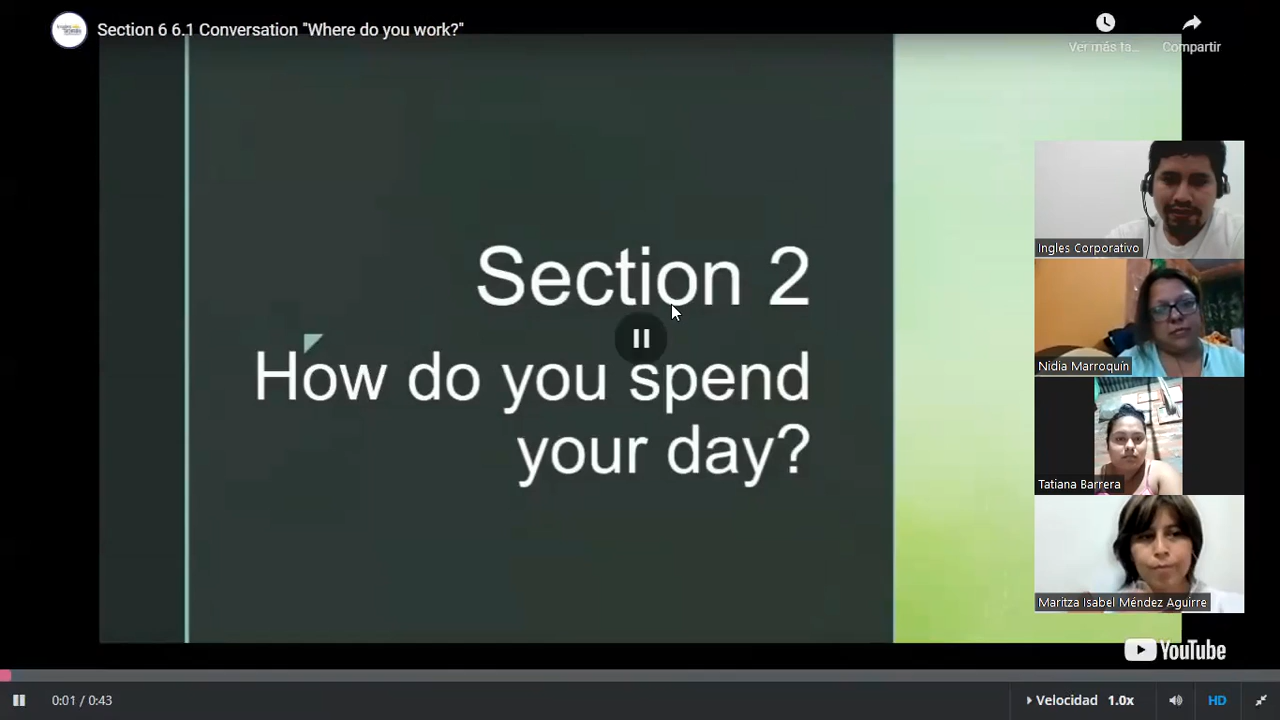 Section 6 6.1 Conversation "Where do you work?"
Ver más ta...
Compartir
Section 2
How do you spend
your day?
Ingles Corporativo
Nidia Marroquín
Tatiana Barrera
Maritza Isabel Méndez Aguirre
YouTube
0:01 / 0:43
Velocidad 1.0x
HD